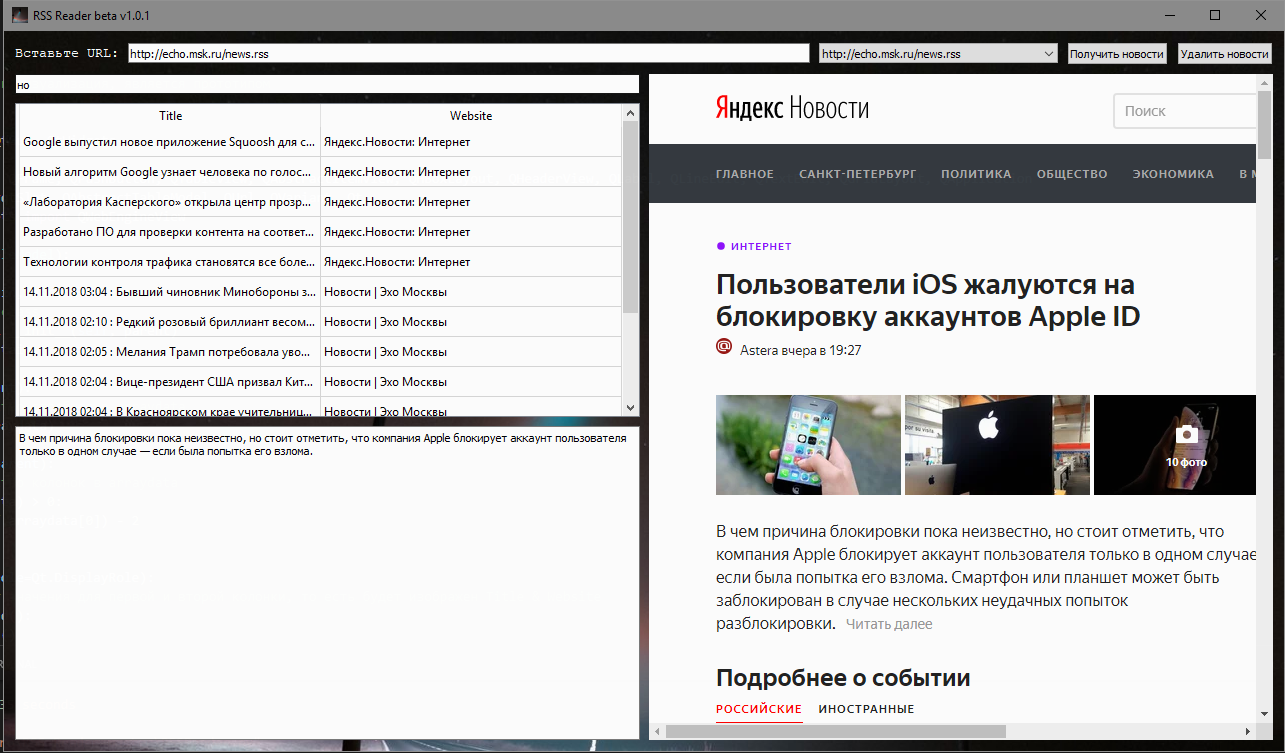 RSS Reader beta v1.0.1
Вставьте URL: http://echo.msk.ru/news.rss http://echo.msk.ru/news.rss Получить новости Удалить новости
но
Title Website
Google выпустил новое приложение Squoosh для с... Яндекс.Новости: Интернет
Новый алгоритм Google узнает человека по голос... Яндекс.Новости: Интернет
«Лаборатория Касперского» открыла центр прозр... Яндекс.Новости: Интернет
Разработано ПО для проверки контента на соответ... Яндекс.Новости: Интернет
Технологии контроля трафика становятся все боле... Яндекс.Новости: Интернет
14.11.2018 03:04 : Бывший чиновник Минобороны з... Новости | Эхо Москвы
14.11.2018 02:10 : Редкий розовый бриллиант весом... Новости | Эхо Москвы
14.11.2018 02:05 : Мелания Трамп потребовала уво... Новости | Эхо Москвы
14.11.2018 02:04 : Вице-президент США призвал Кит... Новости | Эхо Москвы
14.11.2018 02:04 : В Красноярском крае учительниц... Новости | Эхо Москвы
В чем причина блокировки пока неизвестно, но стоит отметить, что компания Apple блокирует аккаунт пользователя
только в одном случае — если была попытка его взлома.
Яндекс Новости
Поиск
ГЛАВНОЕ САНКТ-ПЕТЕРБУРГ ПОЛИТИКА ОБЩЕСТВО ЭКОНОМИКА В М
ИНТЕРНЕТ
Пользователи iOS жалуются на
блокировку аккаунтов Apple ID
Astera вчера в 19:27
10 фото
В чем причина блокировки пока неизвестно, но стоит отметить, что
компания Apple блокирует аккаунт пользователя только в одном случае
если была попытка его взлома. Смартфон или планшет может быть
заблокирован в случае нескольких неудачных попыток
разблокировки. Читать далее
Подробнее о событии
РОССИЙСКИЕ ИНОСТРАННЫЕ